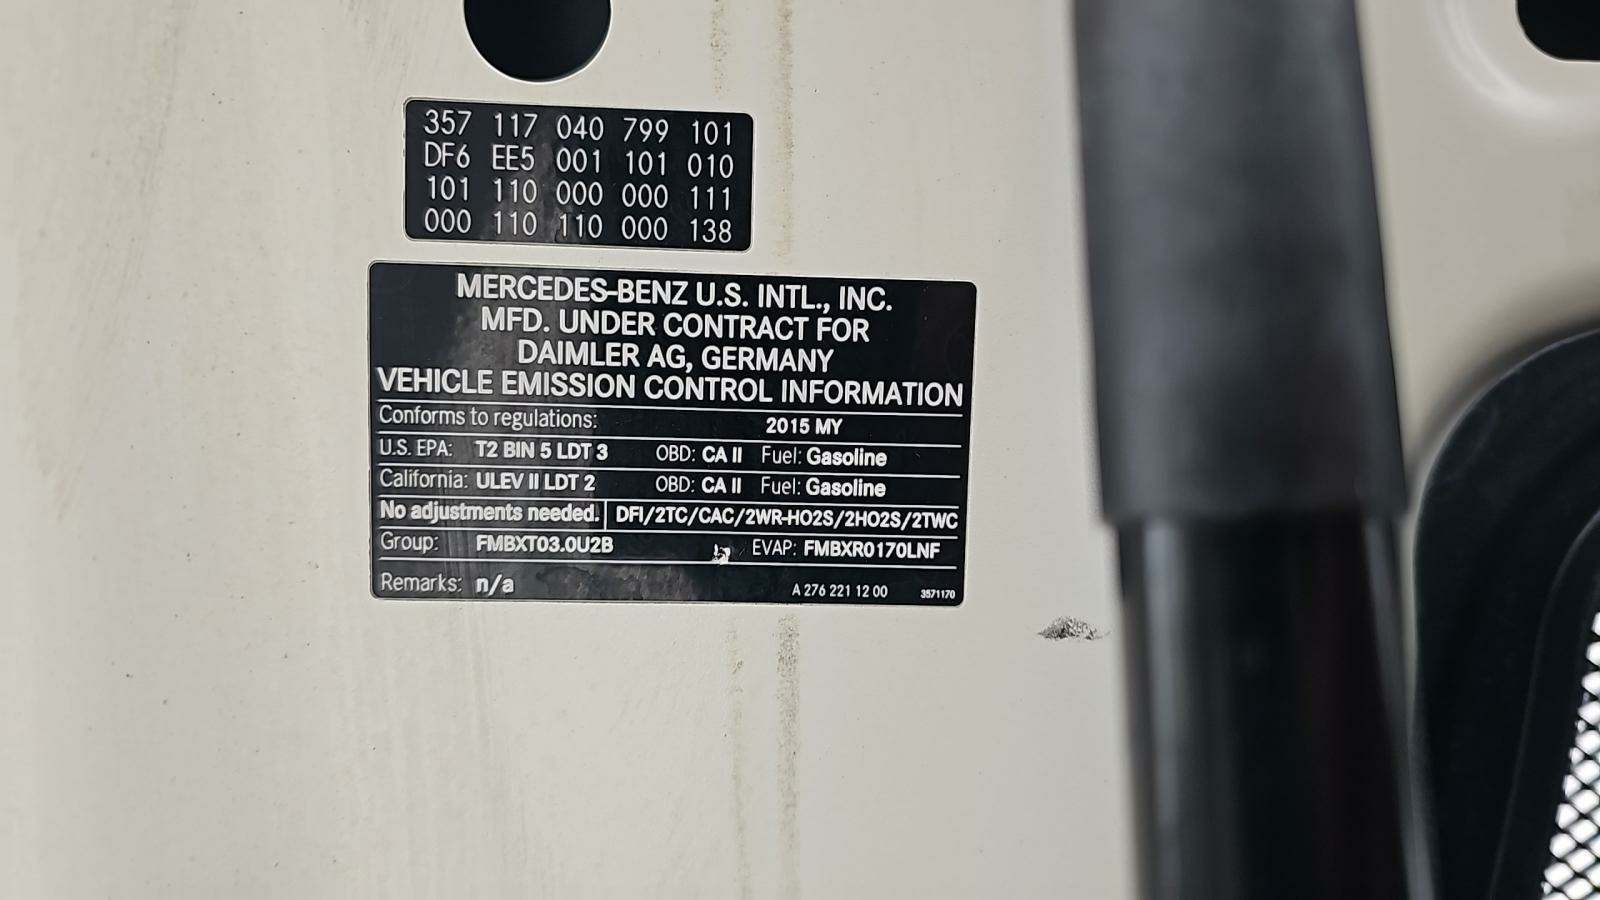 357 117 040 799 101
DF6 EE5 001 101 010
101 110 000 000 111
000 110 110 000 138
MERCEDES-BENZ U.S. INTL., INC.
MFD. UNDER CONTRACT FOR
DAIMLER AG, GERMANY
VEHICLE EMISSION CONTROL INFORMATION
Conforms to regulations: 2015 MY
U.S. EPA: T2 BIN 5 LDT 3 OBD: CA II Fuel: Gasoline
California: ULEV II LDT 2 OBD: CA II Fuel: Gasoline
No adjustments needed. DFI/2TC/CAC/2WR-HO2S/2HO2S/2TWC
Group: FMBXT03.0U2B EVAP: FMBXR0170LNF
Remarks: n/a A 276 221 12 00 3571170